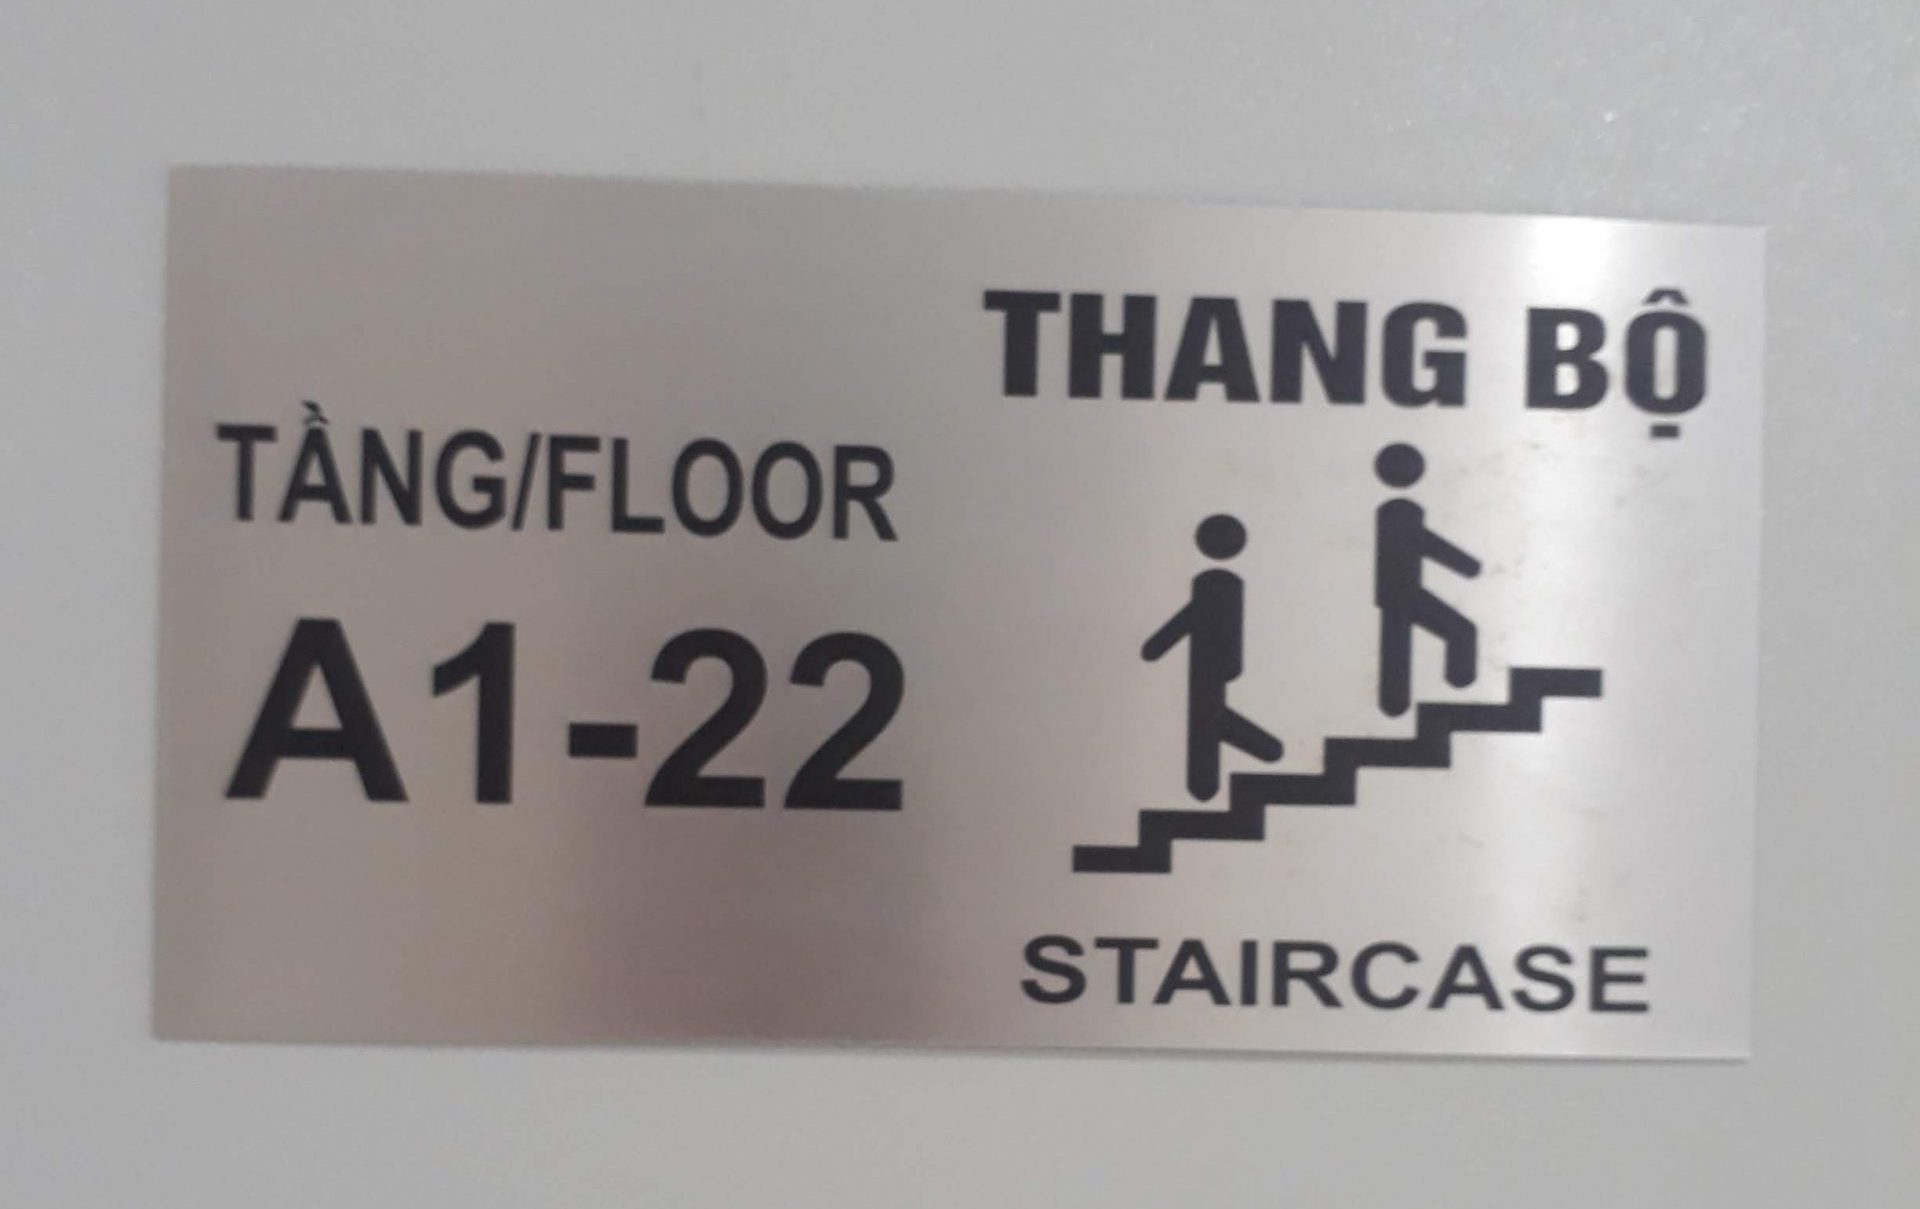 TẦNG/FLOOR
A1-22
THANG BỘ
STAIRCASE